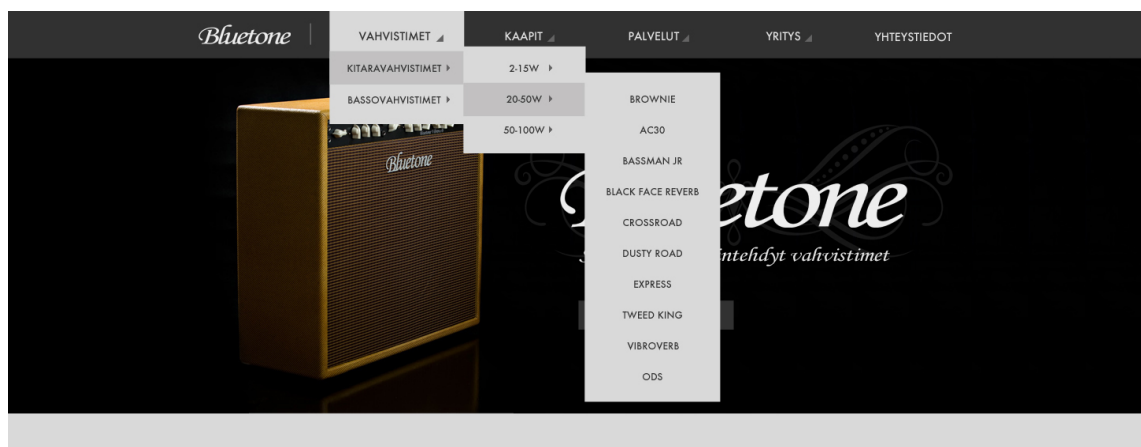 Bluetone
VAHVISTIMET
KAAPIT
PALVELUT
YRITYS
YHTEYSTIEDOT
KITARAVAHVISTIMET
BASSOVAHVISTIMET
2-15W
20-50W
50-100W
BROWNIE
AC30
BASSMAN JR
BLACK FACE REVERB
CROSSROAD
DUSTY ROAD
EXPRESS
TWEED KING
VIBROVERB
ODS
Bluetone
etone
intehdyt vahvistimet